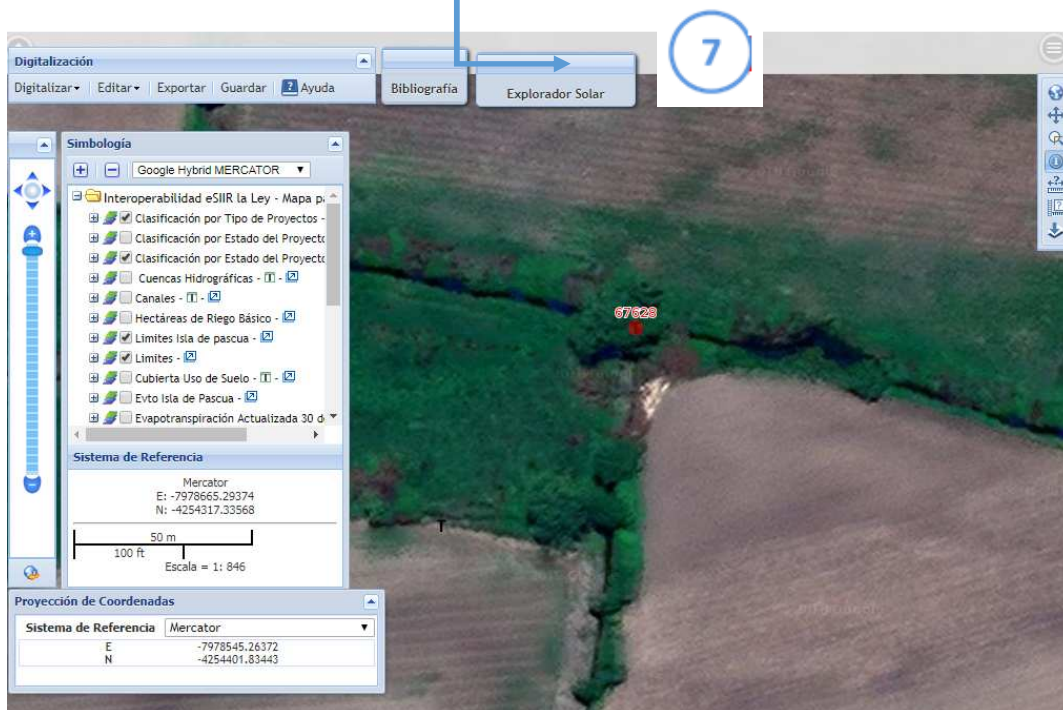 7
Digitalización
Digitalizar Editar Exportar Guardar ? Ayuda
Bibliografía
Explorador Solar
Simbología
Google Hybrid MERCATOR
Interoperabilidad eSIIR la Ley - Mapa pa
Clasificación por Tipo de Proyectos -
Clasificación por Estado del Proyecto
Clasificación por Estado del Proyecto
Cuencas Hidrográficas - T -
Canales - T -
Hectáreas de Riego Básico -
Limites Isla de pascua -
Limites -
Cubierta Uso de Suelo - T -
Evto Isla de Pascua -
Evapotranspiración Actualizada 30 d
67628
Sistema de Referencia
Mercator
E: -7978665.29374
N: -4254317.33568
50 m
100 ft
Escala = 1: 846
T
Proyección de Coordenadas
Sistema de Referencia Mercator
E -7978545.26372
N -4254401.83443